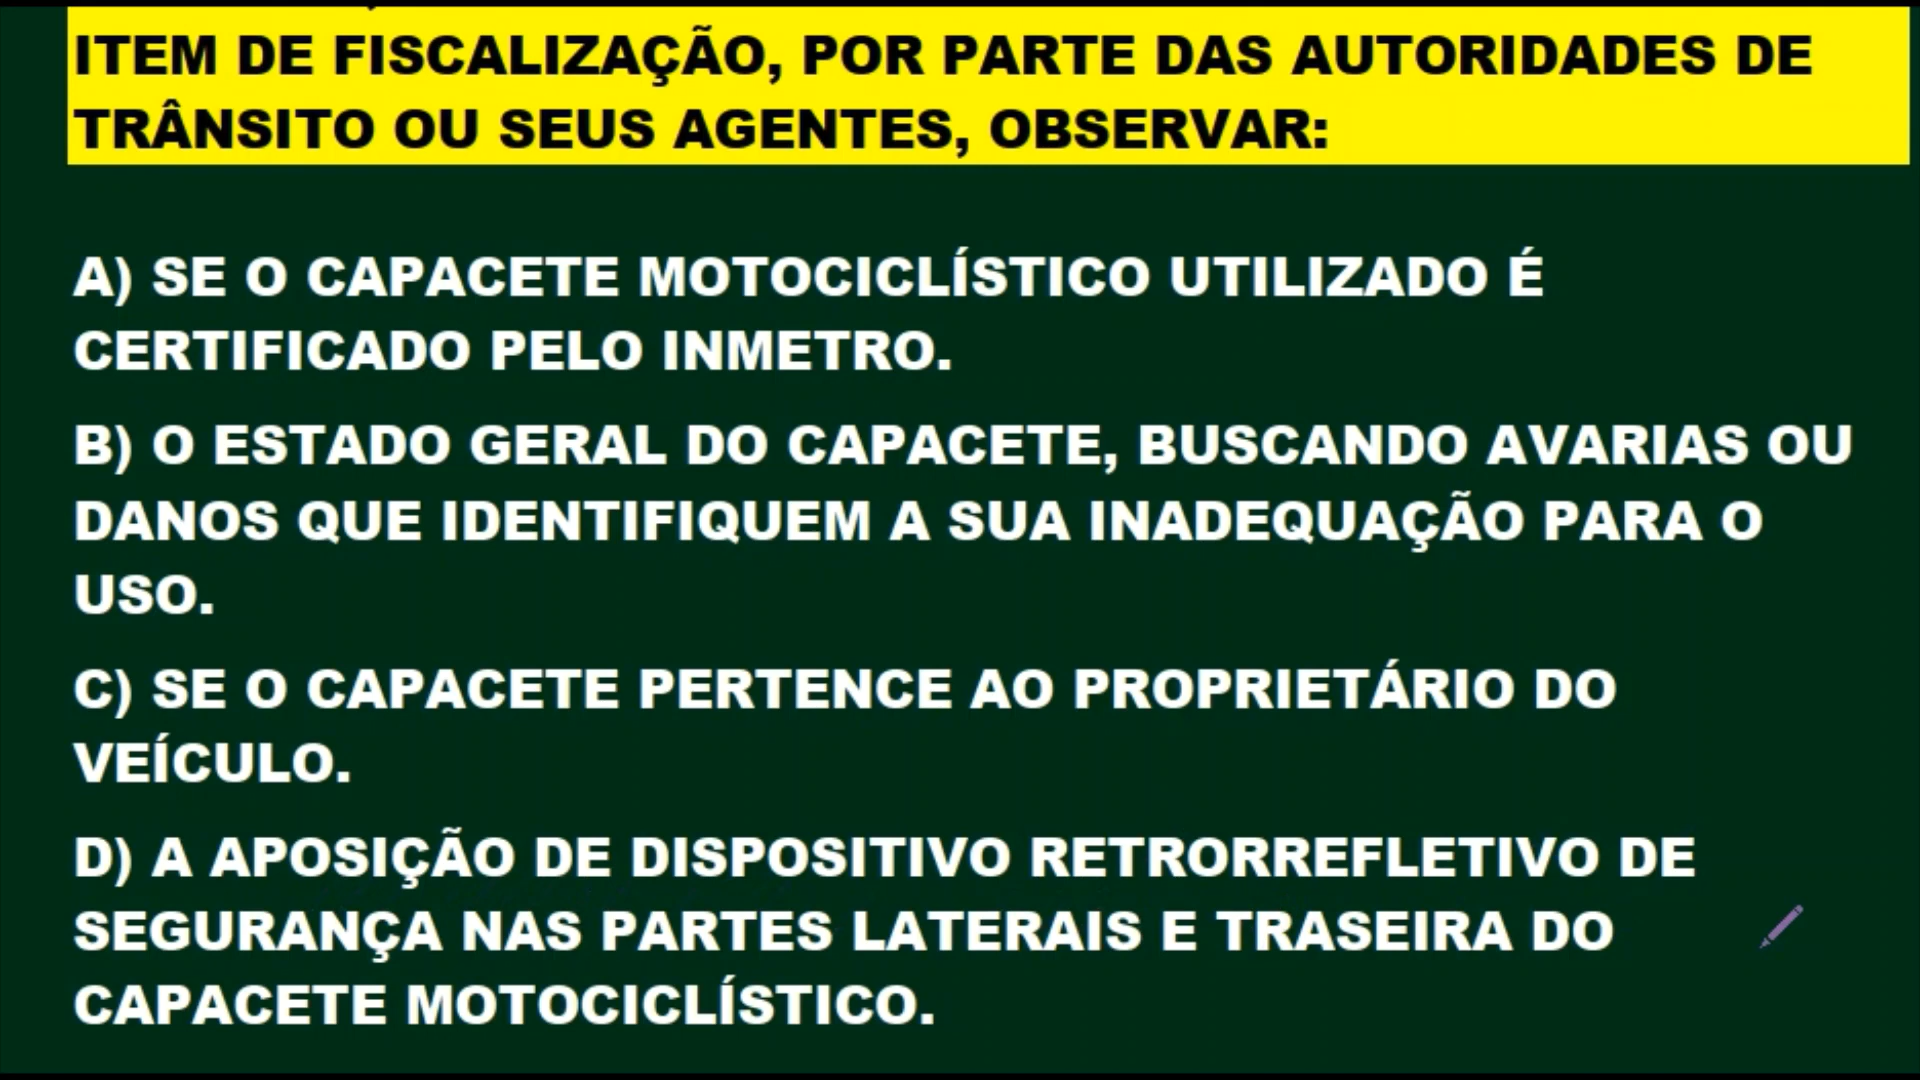 ITEM DE FISCALIZAÇÃO, POR PARTE DAS AUTORIDADES DE
TRÂNSITO OU SEUS AGENTES, OBSERVAR:
A) SE O CAPACETE MOTOCICLÍSTICO UTILIZADO É
CERTIFICADO PELO INMETRO.
B) O ESTADO GERAL DO CAPACETE, BUSCANDO AVARIAS OU
DANOS QUE IDENTIFIQUEM A SUA INADEQUAÇÃO PARA O
USO.
C) SE O CAPACETE PERTENCE AO PROPRIETÁRIO DO
VEÍCULO.
D) A APOSIÇÃO DE DISPOSITIVO RETRORREFLETIVO DE
SEGURANÇA NAS PARTES LATERAIS E TRASEIRA DO
CAPACETE MOTOCICLÍSTICO.